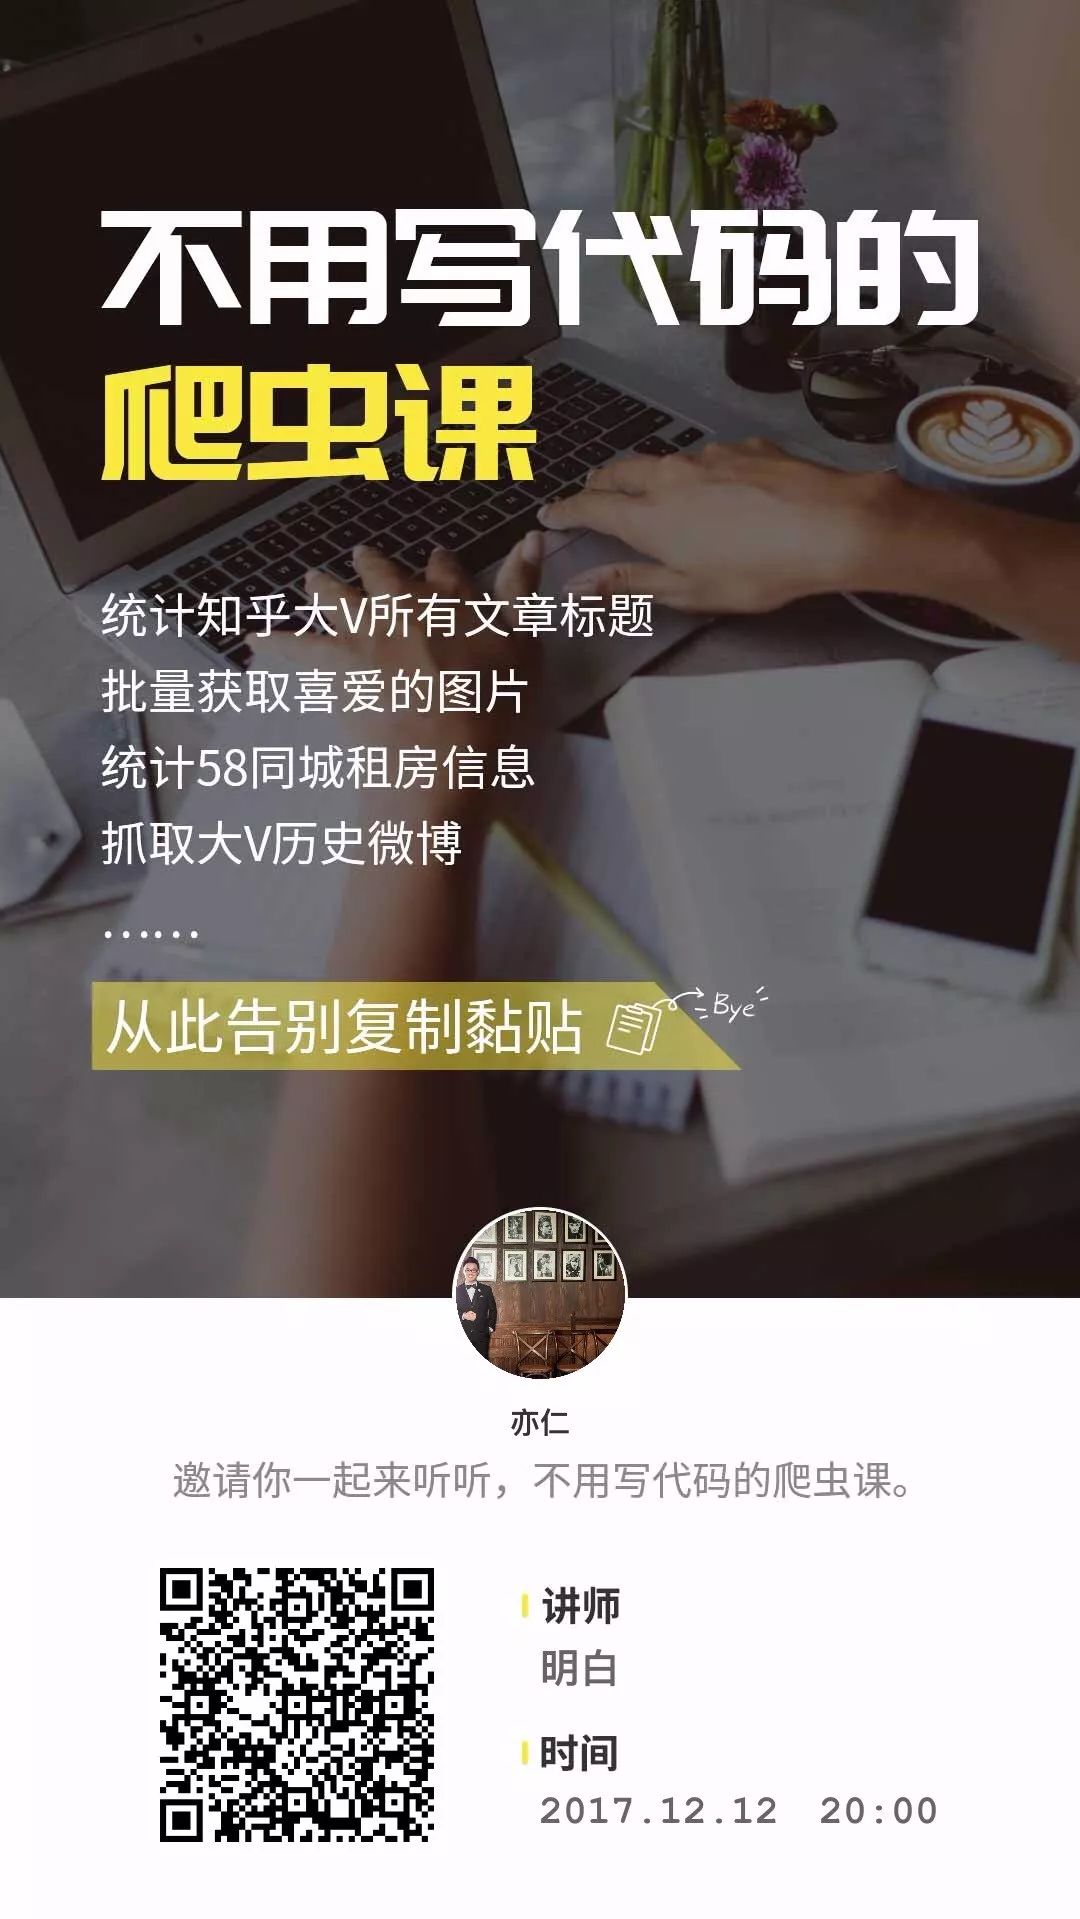 不用写代码的
爬虫课
统计知乎大V所有文章标题
批量获取喜爱的图片
统计58同城租房信息
抓取大V历史微博
……
从此告别复制黏贴
Bye
亦仁
邀请你一起来听听，不用写代码的爬虫课。
讲师
明白
时间
2017.12.12 20:00